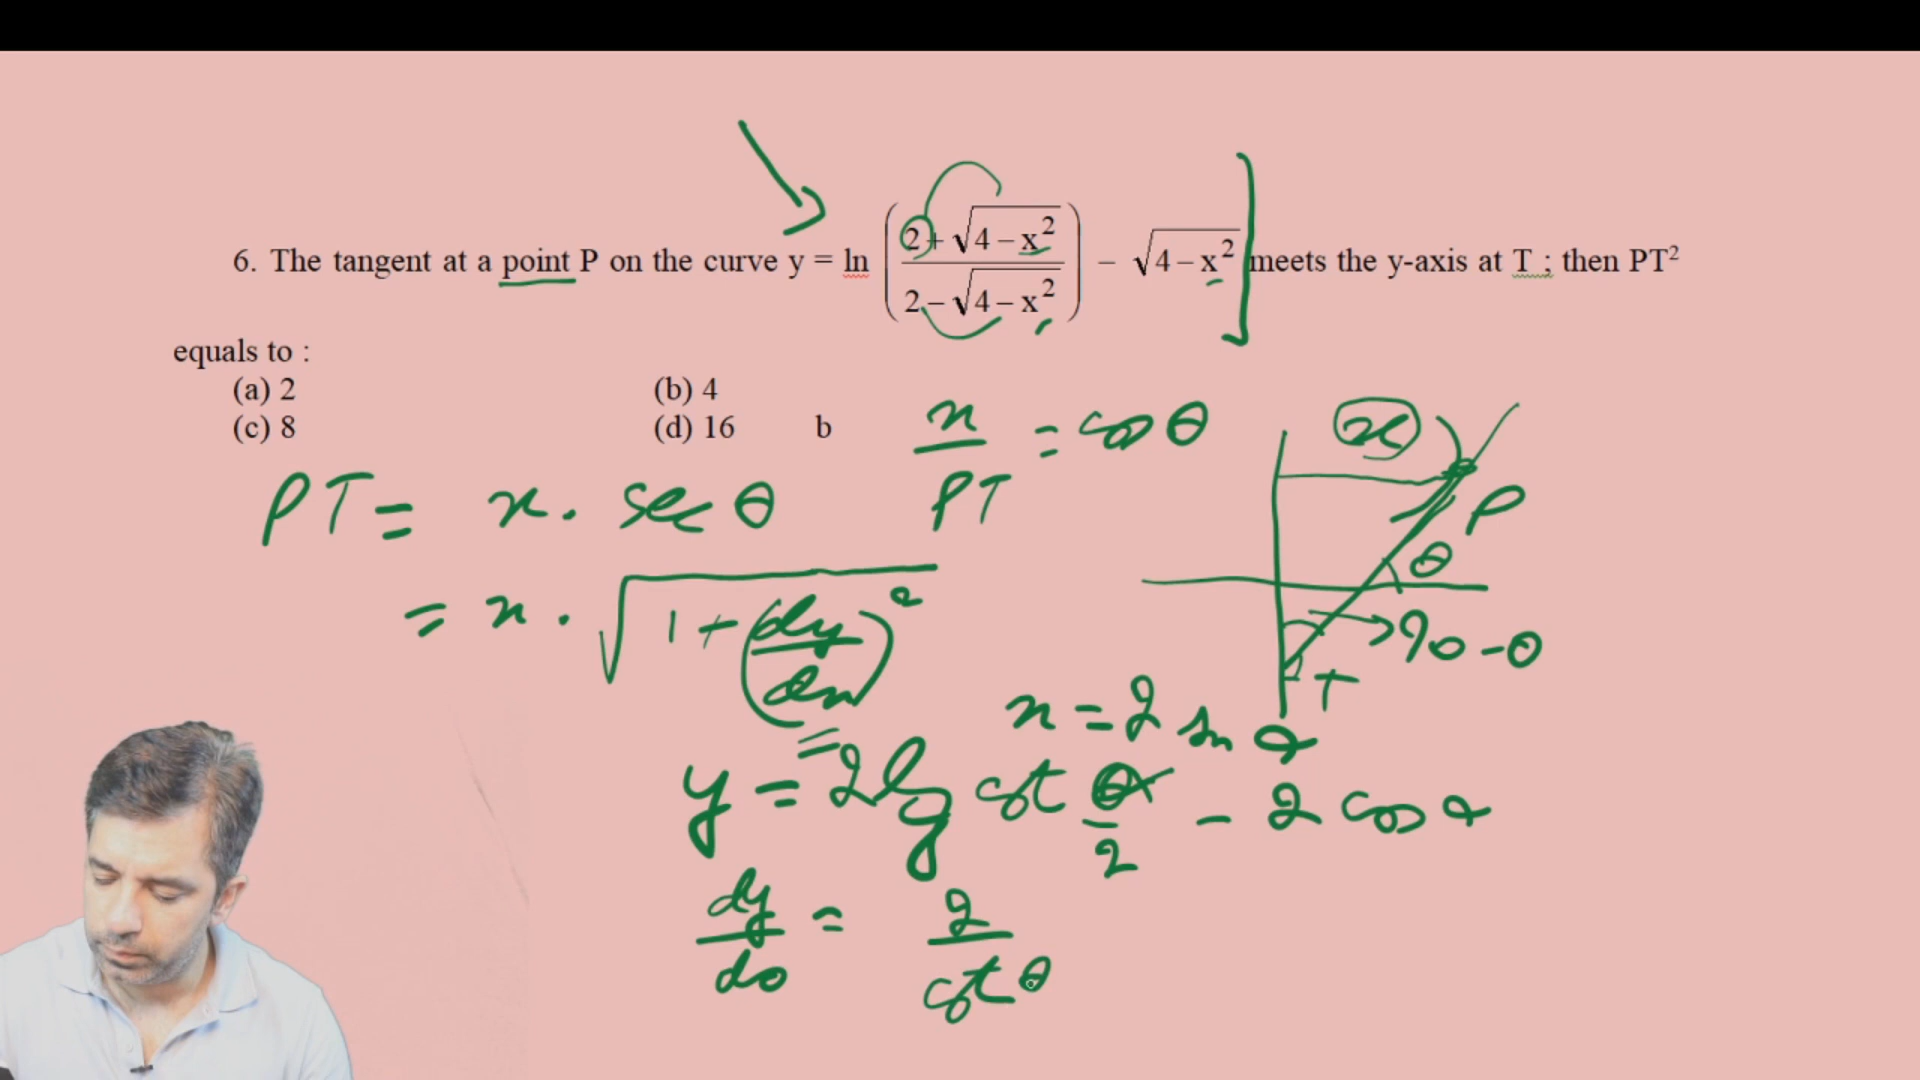 6. The tangent at a point P on the curve y = ln ( (2 + √(4 − x²)) / (2 − √(4 − x²)) ) − √(4 − x²) meets the y-axis at T ; then PT²
equals to :
(a) 2 (b) 4
(c) 8 (d) 16 b
x/PT = cos θ
PT = x . sec θ
= x . √(1 + (dy/dx)²)
x
P
θ
90 - θ
T
x = 2 sin α
y = 2 log cot α/2 - 2 cos α
dy/dθ = 2/cot θ